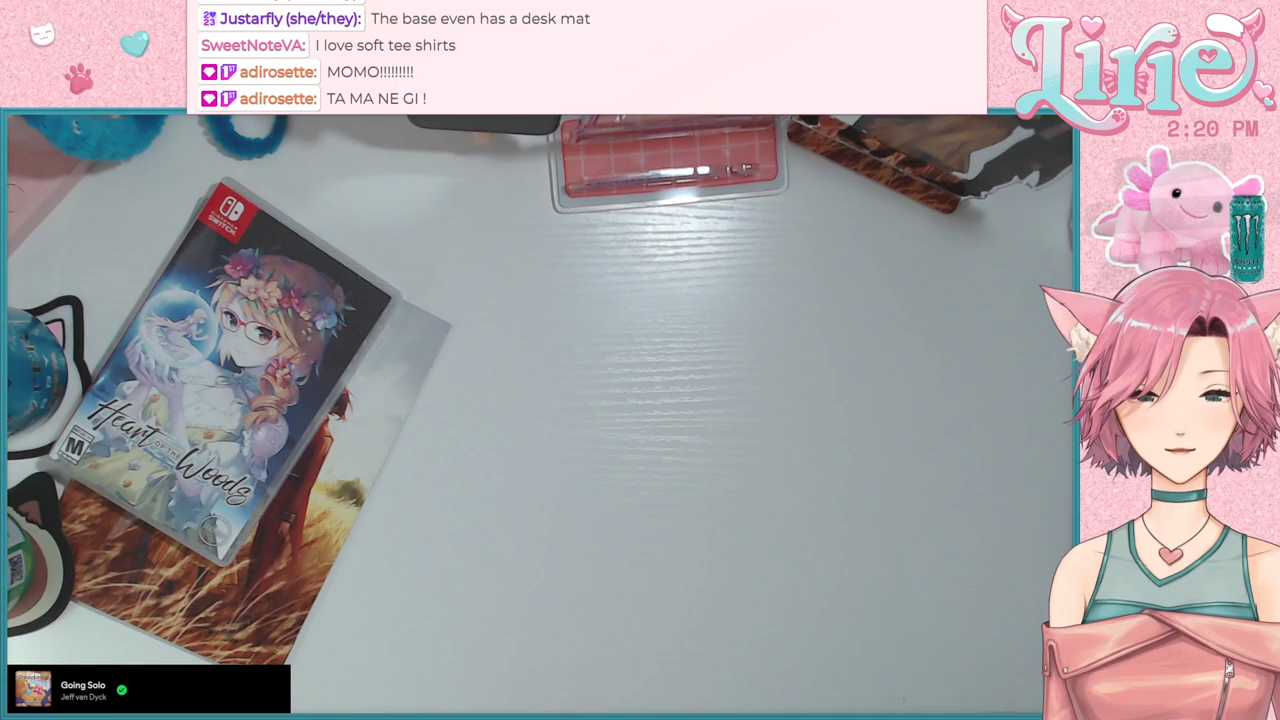 Justarfly (she/they): The base even has a desk mat
SweetNoteVA: I love soft tee shirts
adirosette: MOMO!!!!!!!!!
adirosette: TA MA NE GI !
Lirie
2:20 PM
NINTENDO
SWITCH
Heart
OF THE
Woods
M
Going Solo
Jeff van Dyck